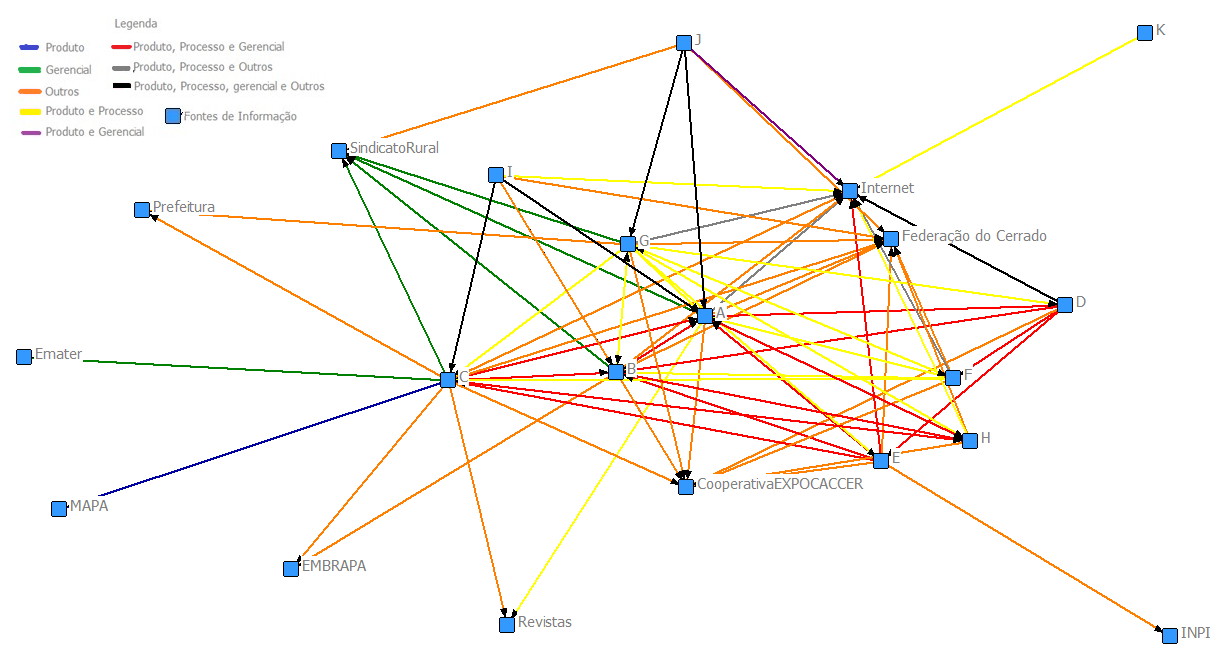 Legenda
Produto
Produto, Processo e Gerencial
Gerencial
Produto, Processo e Outros
Outros
Produto, Processo, gerencial e Outros
Produto e Processo
Fontes de Informação
Produto e Gerencial
K
J
SindicatoRural
I
Internet
Prefeitura
G
Federação do Cerrado
D
A
Emater
B
C
F
H
E
CooperativaEXPOCACCER
MAPA
EMBRAPA
Revistas
INPI